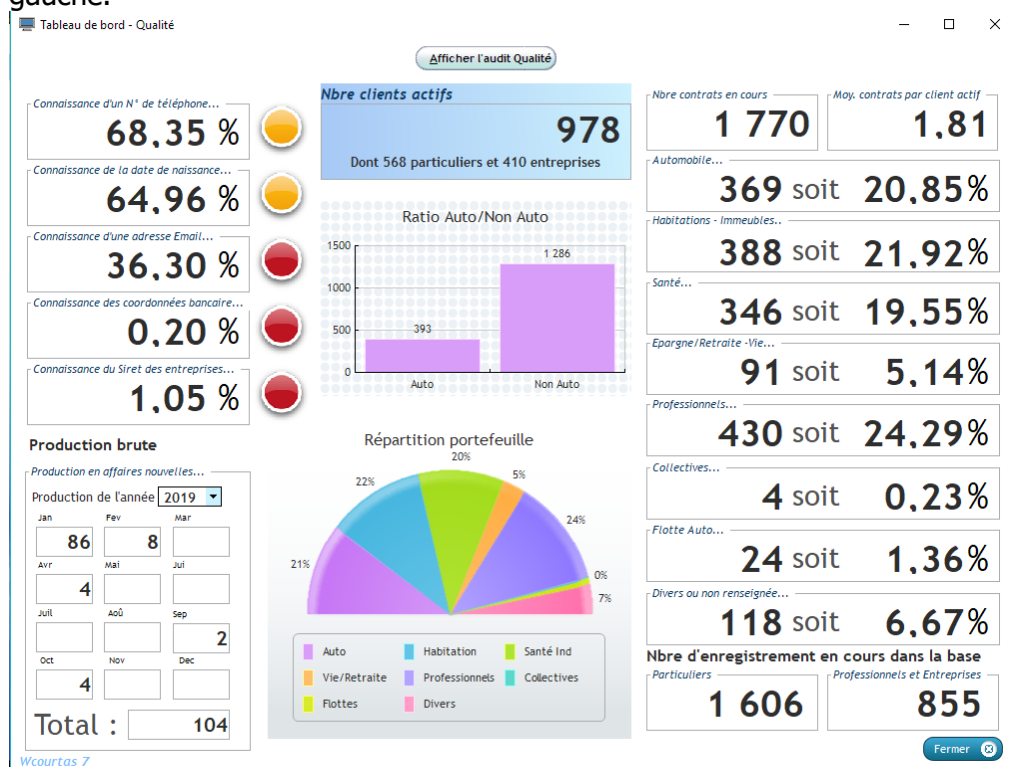 gauche.
Tableau de bord - Qualité
Afficher l'audit Qualité
Connaissance d'un N° de téléphone...
68,35 %
Connaissance de la date de naissance...
64,96 %
Connaissance d'une adresse Email...
36,30 %
Connaissance des coordonnées bancaire...
0,20 %
Connaissance du Siret des entreprises...
1,05 %
Production brute
Production en affaires nouvelles...
Production de l'année 2019
Jan Fev Mar
86 8
Avr Mai Jui
4
Juil Aoû Sep
2
Oct Nov Dec
4
Total : 104
Wcourtas 7
Nbre clients actifs
978
Dont 568 particuliers et 410 entreprises
Ratio Auto/Non Auto
1500
1000
500
0
393
1 286
Auto Non Auto
Répartition portefeuille
20%
22%
5%
24%
21%
0%
7%
Auto Habitation Santé Ind
Vie/Retraite Professionnels Collectives
Flottes Divers
Nbre contrats en cours
1 770
Moy. contrats par client actif
1,81
Automobile...
369 soit 20,85%
Habitations - Immeubles..
388 soit 21,92%
Santé...
346 soit 19,55%
Epargne/Retraite -Vie...
91 soit 5,14%
Professionnels...
430 soit 24,29%
Collectives...
4 soit 0,23%
Flotte Auto...
24 soit 1,36%
Divers ou non renseignée...
118 soit 6,67%
Nbre d'enregistrement en cours dans la base
Particuliers
1 606
Professionnels et Entreprises
855
Fermer